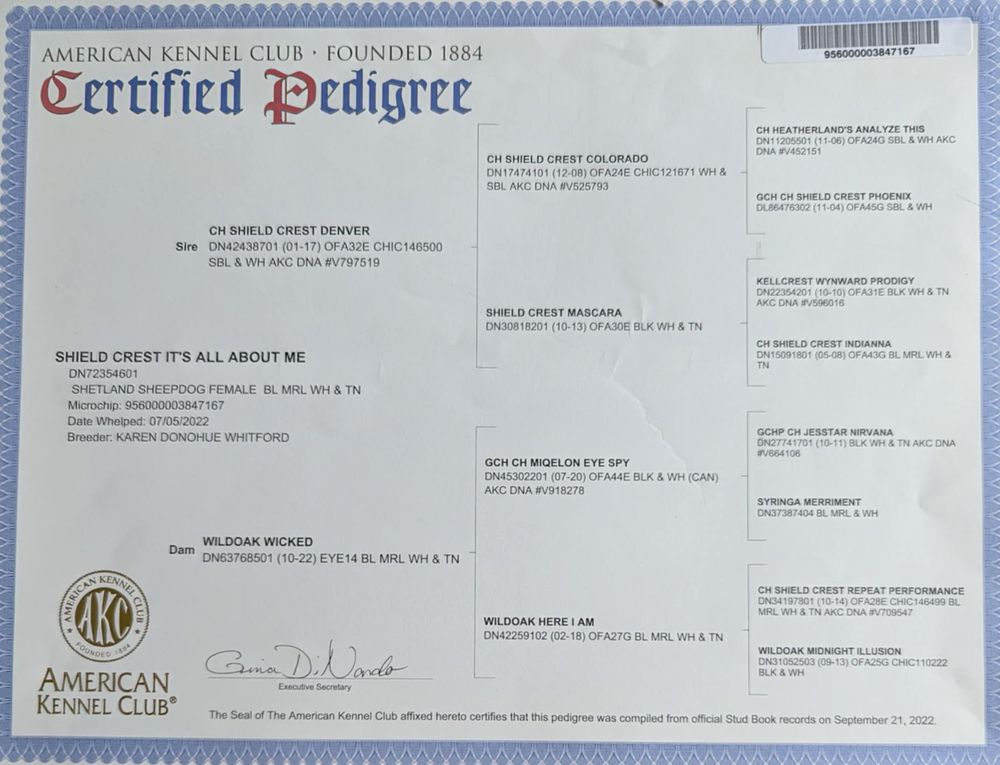 956000003847167
AMERICAN KENNEL CLUB · FOUNDED 1884
Certified Pedigree
CH HEATHERLAND'S ANALYZE THIS
DN11205501 (11-06) OFA24G SBL & WH AKC
DNA #V452151
CH SHIELD CREST COLORADO
DN17474101 (12-08) OFA24E CHIC121671 WH &
SBL AKC DNA #V525793
GCH CH SHIELD CREST PHOENIX
DL86476302 (11-04) OFA45G SBL & WH
CH SHIELD CREST DENVER
Sire DN42438701 (01-17) OFA32E CHIC146500
SBL & WH AKC DNA #V797519
KELLCREST WYNWARD PRODIGY
DN22354201 (10-10) OFA31E BLK WH & TN
AKC DNA #V596016
SHIELD CREST MASCARA
DN30818201 (10-13) OFA30E BLK WH & TN
CH SHIELD CREST INDIANNA
DN15091801 (05-08) OFA43G BL MRL WH &
TN
SHIELD CREST IT'S ALL ABOUT ME
DN72354601
SHETLAND SHEEPDOG FEMALE BL MRL WH & TN
Microchip: 956000003847167
Date Whelped: 07/05/2022
Breeder: KAREN DONOHUE WHITFORD
GCHP CH JESSTAR NIRVANA
DN27741701 (10-11) BLK WH & TN AKC DNA
#V664106
GCH CH MIQELON EYE SPY
DN45302201 (07-20) OFA44E BLK & WH (CAN)
AKC DNA #V918278
SYRINGA MERRIMENT
DN37387404 BL MRL & WH
WILDOAK WICKED
Dam DN63768501 (10-22) EYE14 BL MRL WH & TN
CH SHIELD CREST REPEAT PERFORMANCE
DN34197801 (10-14) OFA28E CHIC146499 BL
MRL WH & TN AKC DNA #V709547
WILDOAK HERE I AM
DN42259102 (02-18) OFA27G BL MRL WH & TN
WILDOAK MIDNIGHT ILLUSION
DN31052503 (09-13) OFA25G CHIC110222
BLK & WH
AMERICAN KENNEL CLUB
AKC
FOUNDED 1884
Gina DiNardo
Executive Secretary
AMERICAN
KENNEL CLUB®
The Seal of The American Kennel Club affixed hereto certifies that this pedigree was compiled from official Stud Book records on September 21, 2022.